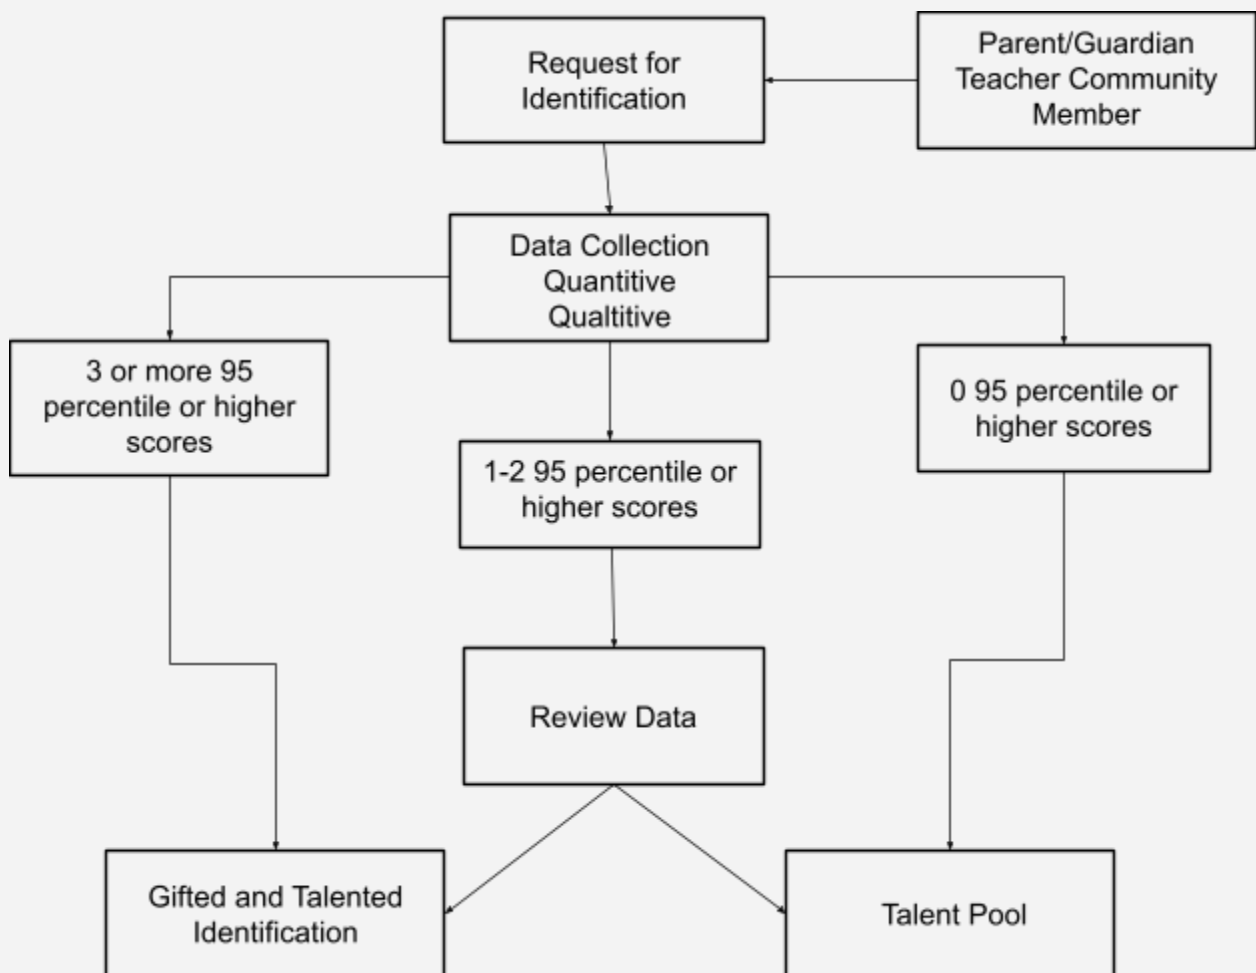 Request for
Identification
Parent/Guardian
Teacher Community
Member
Data Collection
Quantitive
Qualtitive
3 or more 95
percentile or higher
scores
1-2 95 percentile or
higher scores
0 95 percentile or
higher scores
Review Data
Gifted and Talented
Identification
Talent Pool